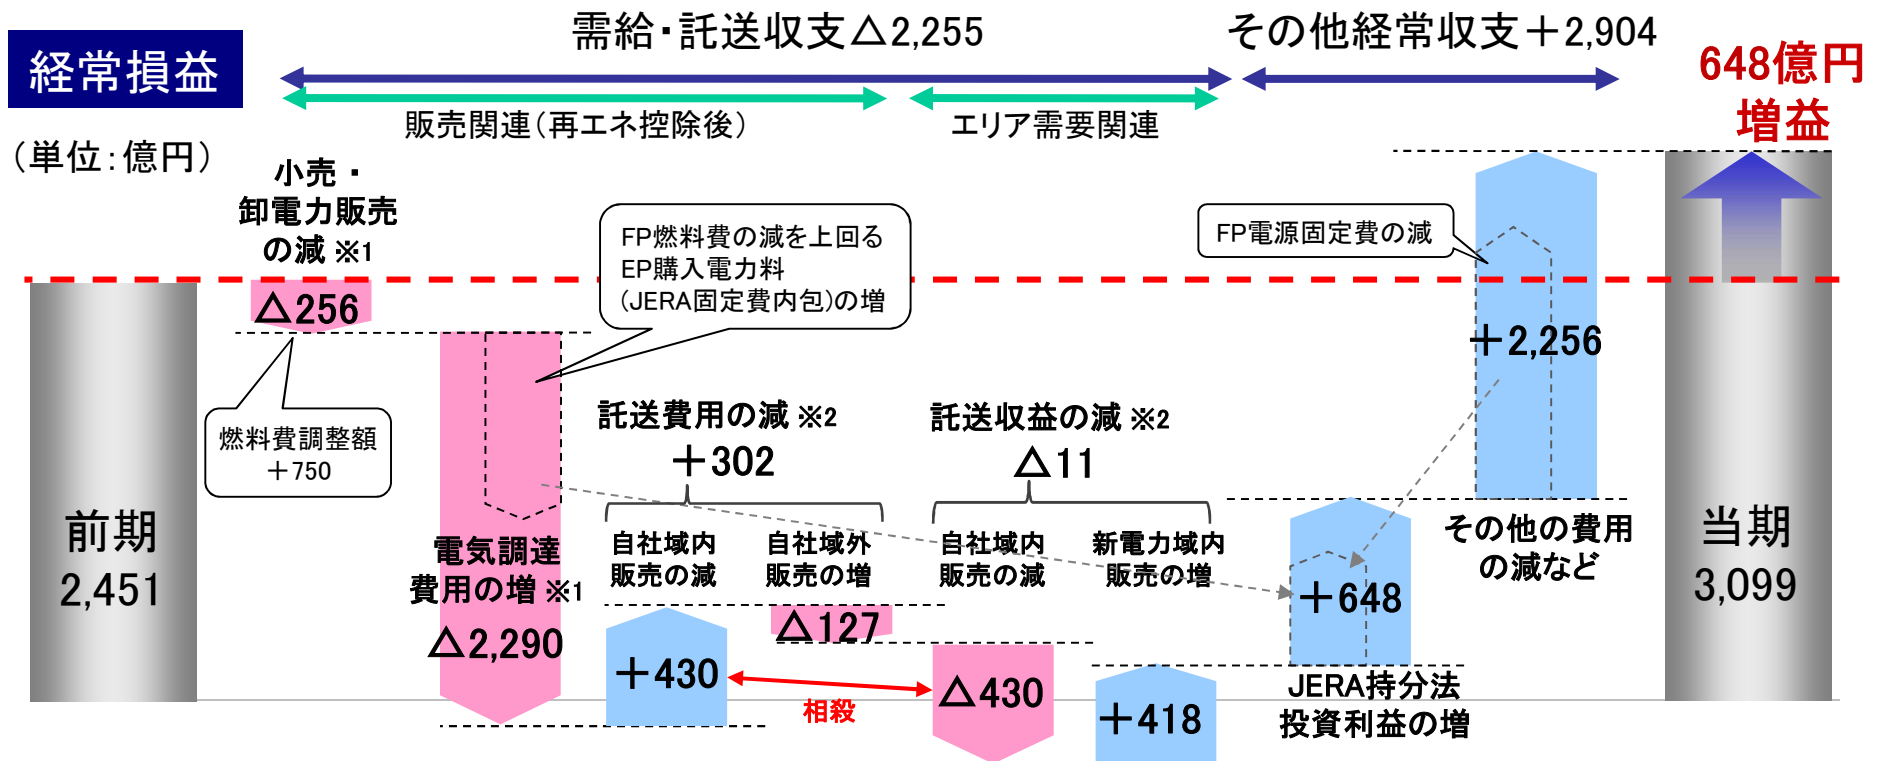 経常損益
（単位：億円）
需給・託送収支△2,255
その他経常収支＋2,904
648億円
増益
販売関連（再エネ控除後）
エリア需要関連
小売・
卸電力販売
の減 ※1
△256
燃料費調整額
＋750
FP燃料費の減を上回る
EP購入電力料
(JERA固定費内包)の増
FP電源固定費の減
前期
2,451
電気調達
費用の増 ※1
△2,290
託送費用の減 ※2
＋302
自社域内
販売の減
＋430
自社域外
販売の増
△127
相殺
託送収益の減 ※2
△11
自社域内
販売の減
△430
新電力域内
販売の増
＋418
＋648
JERA持分法
投資利益の増
＋2,256
その他の費用
の減など
当期
3,099